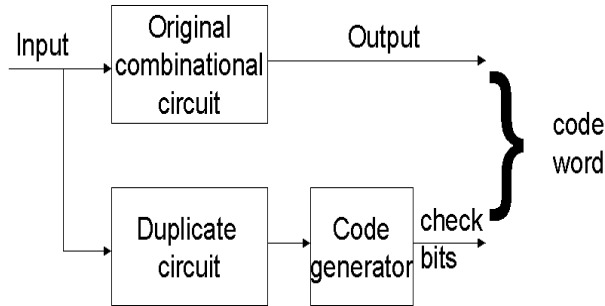 Input
Original
combinational
circuit
Output
code
word
Duplicate
circuit
Code
generator
check
bits